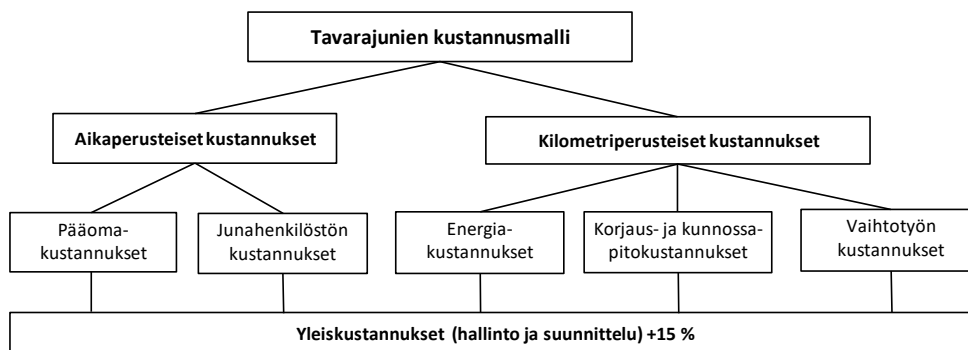 Tavarajunien kustannusmalli
Aikaperusteiset kustannukset
Kilometriperusteiset kustannukset
Pääoma-
kustannukset
Junahenkilöstön
kustannukset
Energia-
kustannukset
Korjaus- ja kunnossa-
pitokustannukset
Vaihtotyön
kustannukset
Yleiskustannukset (hallinto ja suunnittelu) +15 %